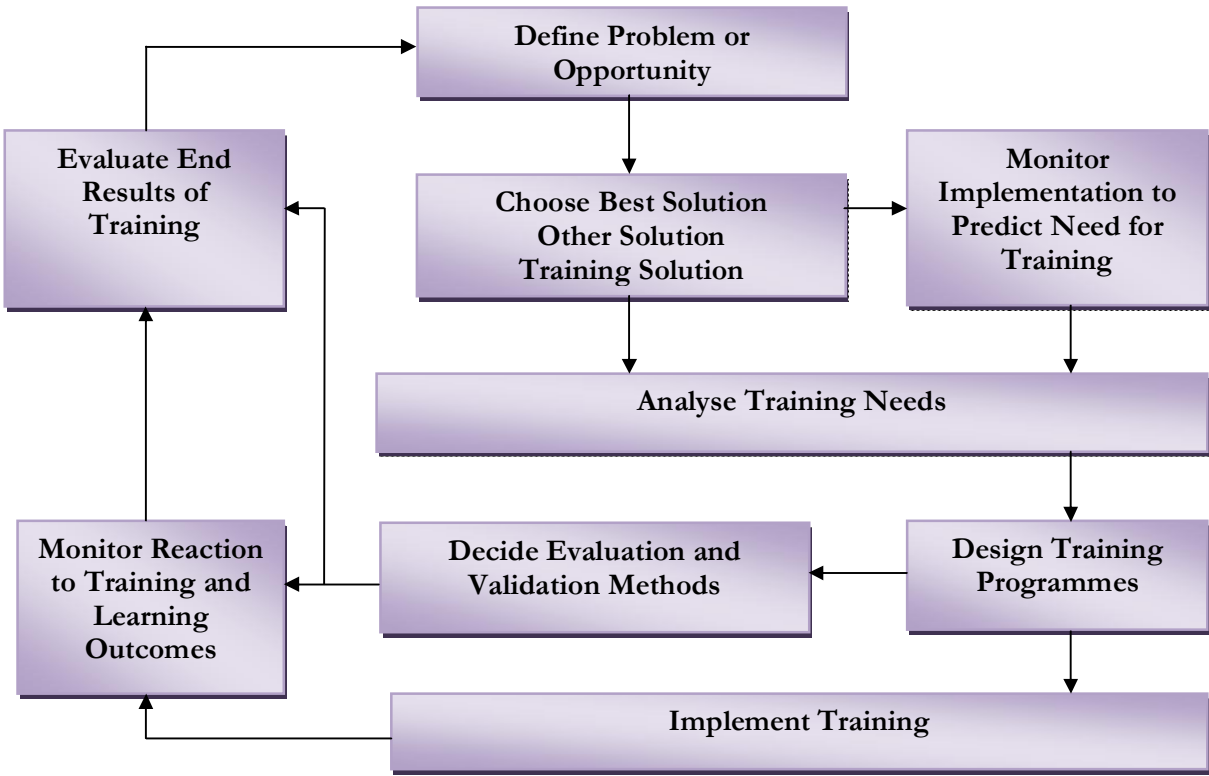 Define Problem or
Opportunity
Evaluate End
Results of
Training
Choose Best Solution
Other Solution
Training Solution
Monitor
Implementation to
Predict Need for
Training
Analyse Training Needs
Monitor Reaction
to Training and
Learning
Outcomes
Decide Evaluation and
Validation Methods
Design Training
Programmes
Implement Training